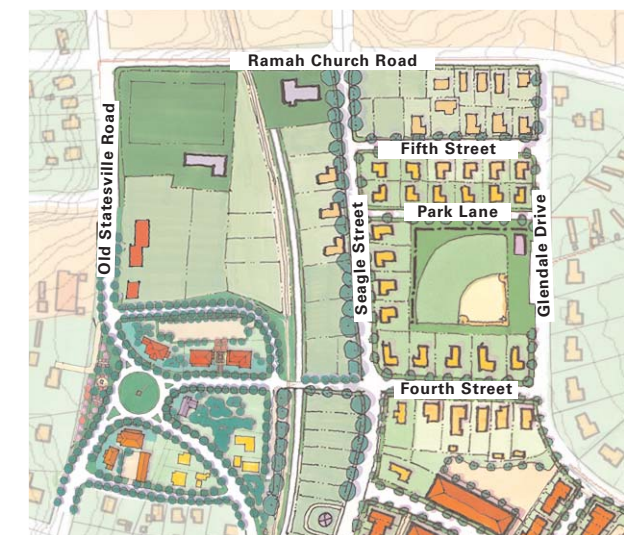 Ramah Church Road
Old Statesville Road
Fifth Street
Park Lane
Seagle Street
Glendale Drive
Fourth Street